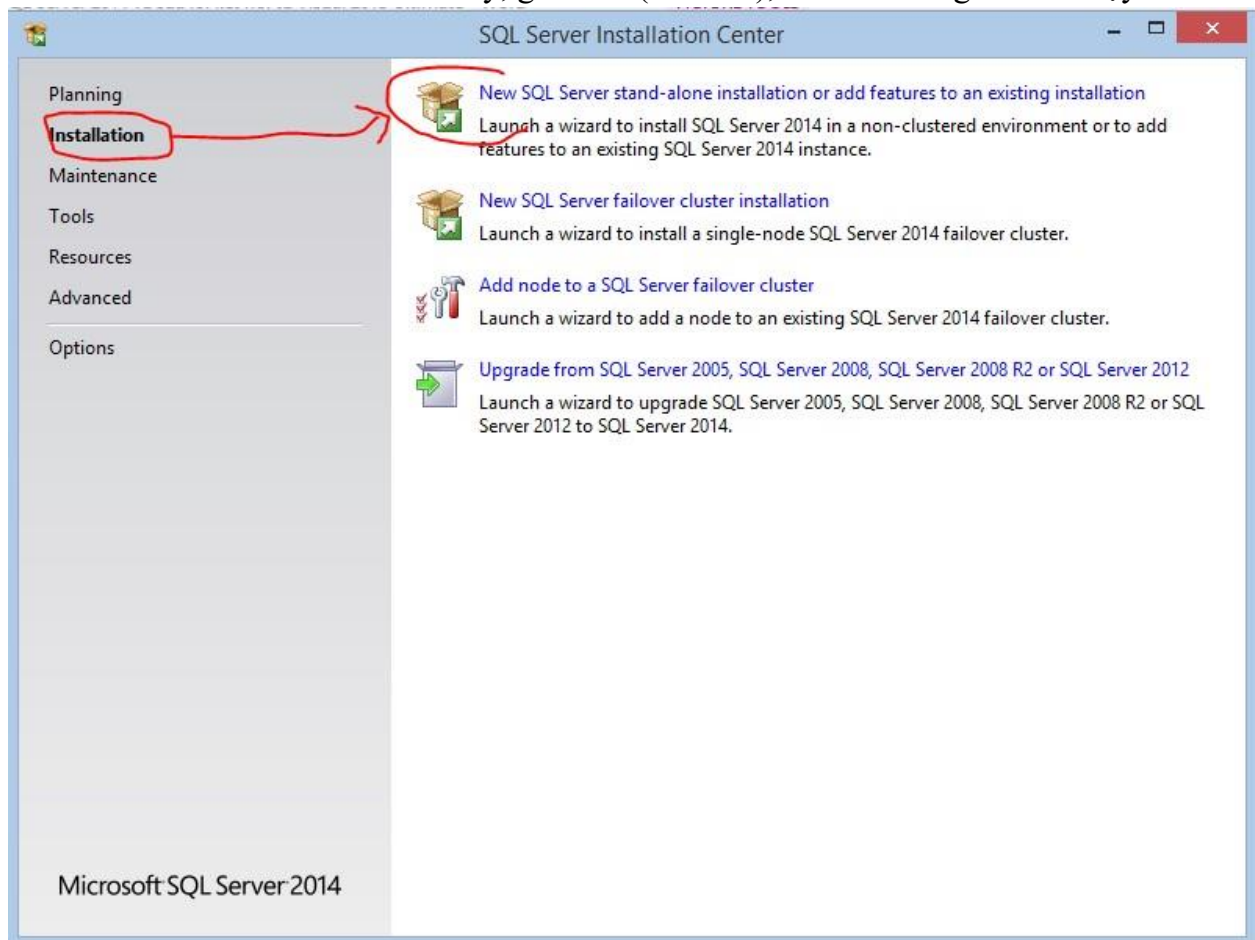 SQL Server Installation Center
Planning
Installation
Maintenance
Tools
Resources
Advanced
Options
New SQL Server stand-alone installation or add features to an existing installation
Launch a wizard to install SQL Server 2014 in a non-clustered environment or to add
features to an existing SQL Server 2014 instance.
New SQL Server failover cluster installation
Launch a wizard to install a single-node SQL Server 2014 failover cluster.
Add node to a SQL Server failover cluster
Launch a wizard to add a node to an existing SQL Server 2014 failover cluster.
Upgrade from SQL Server 2005, SQL Server 2008, SQL Server 2008 R2 or SQL Server 2012
Launch a wizard to upgrade SQL Server 2005, SQL Server 2008, SQL Server 2008 R2 or SQL
Server 2012 to SQL Server 2014.
Microsoft SQL Server 2014